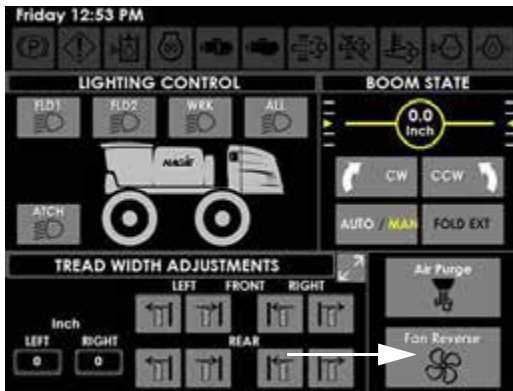 Friday 12:53 PM
LIGHTING CONTROL
FLD1 FLD2 WRK ALL
HAGIE
ATCH
BOOM STATE
0.0
Inch
CW CCW
AUTO / MAN FOLD EXT
TREAD WIDTH ADJUSTMENTS
LEFT FRONT RIGHT
Inch
LEFT RIGHT
0 0
REAR
Air Purge
Fan Reverse